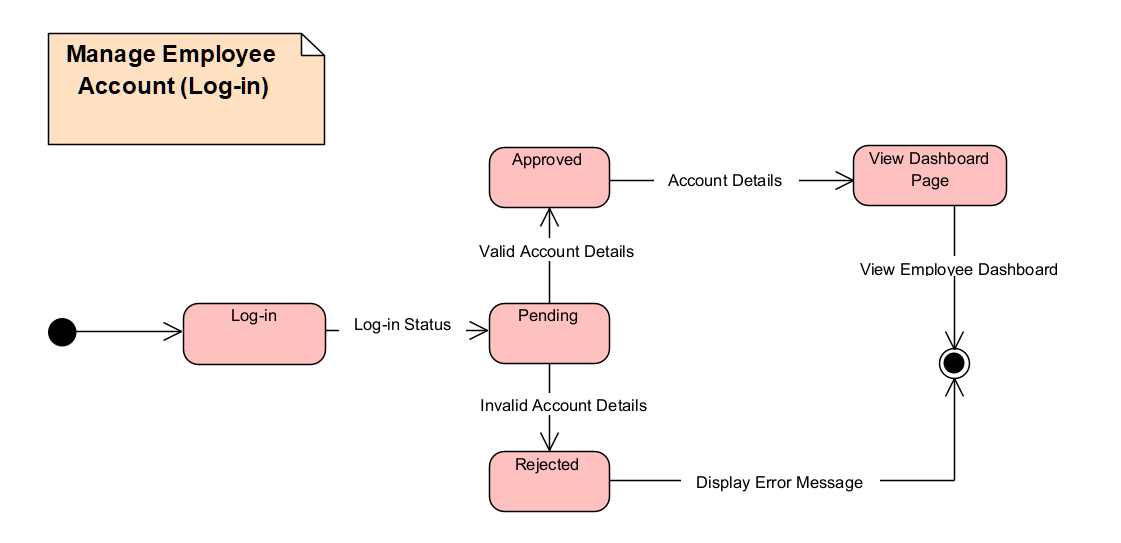 Manage Employee
Account (Log-in)
Approved
Account Details
View Dashboard
Page
Valid Account Details
View Employee Dashboard
Log-in
Log-in Status
Pending
Invalid Account Details
Rejected
Display Error Message